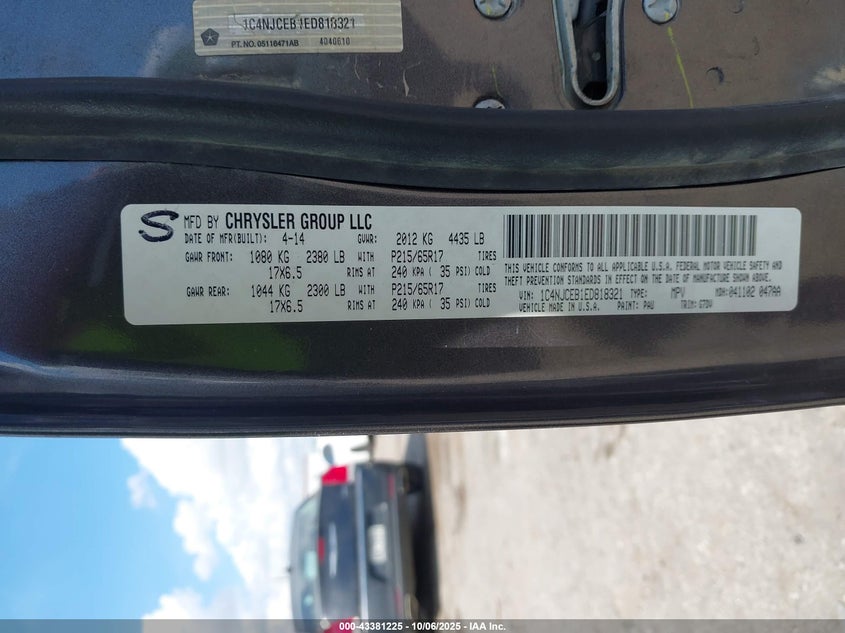 1C4NJCEB1ED818321
PT. NO. 05116471AB 4040610
S MFD BY CHRYSLER GROUP LLC
DATE OF MFR(BUILT): 4-14 GVWR: 2012 KG 4435 LB
GAWR FRONT: 1080 KG 2380 LB WITH P215/65R17 TIRES
17X6.5 RIMS AT 240 KPA ( 35 PSI) COLD
GAWR REAR: 1044 KG 2300 LB WITH P215/65R17 TIRES
17X6.5 RIMS AT 240 KPA ( 35 PSI) COLD
THIS VEHICLE CONFORMS TO ALL APPLICABLE U.S.A. FEDERAL MOTOR VEHICLE SAFETY AND
THEFT PREVENTION STANDARDS IN EFFECT ON THE DATE OF MANUFACTURE SHOWN ABOVE.
VIN: 1C4NJCEB1ED818321 TYPE: MPV MDH:041102 047AA
VEHICLE MADE IN U.S.A. PAINT: PAU TRIM:
000-43381225 - 10/06/2025 - IAA Inc.